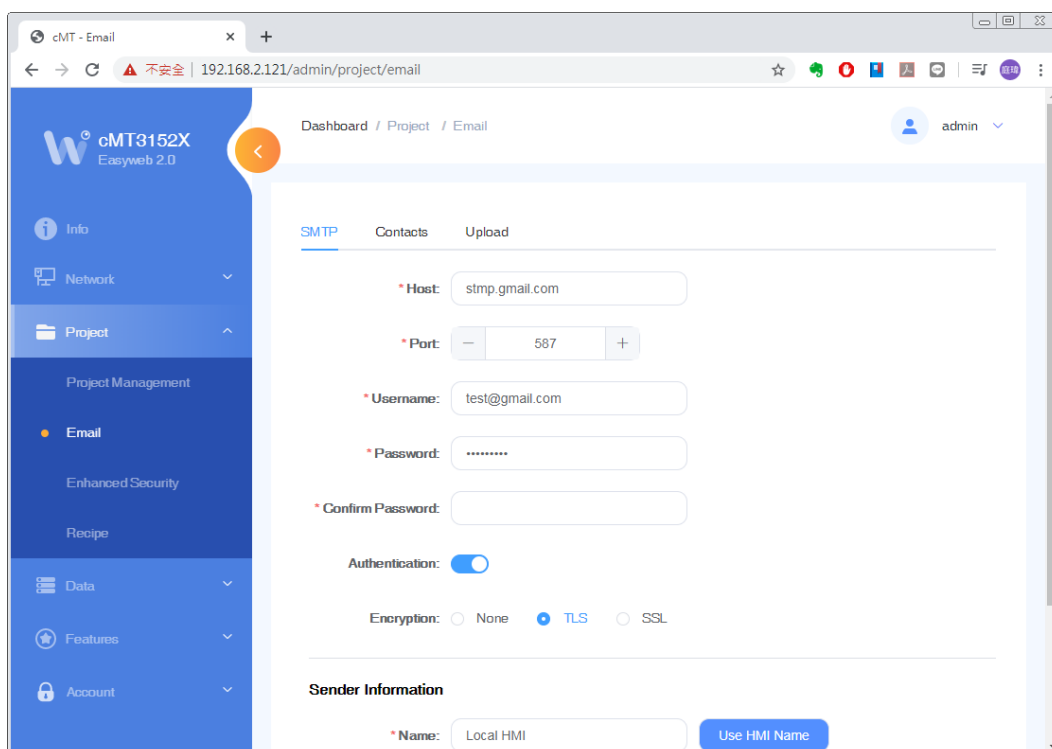 cMT - Email
不安全 | 192.168.2.121/admin/project/email
庭瑋
cMT3152X
Easyweb 2.0
Dashboard / Project / Email
admin
Info
Network
Project
Project Management
Email
Enhanced Security
Recipe
Data
Features
Account
SMTP Contacts Upload
* Host: stmp.gmail.com
* Port: 587
* Username: test@gmail.com
* Password: •••••••••
* Confirm Password:
Authentication:
Encryption: None TLS SSL
Sender Information
* Name: Local HMI Use HMI Name